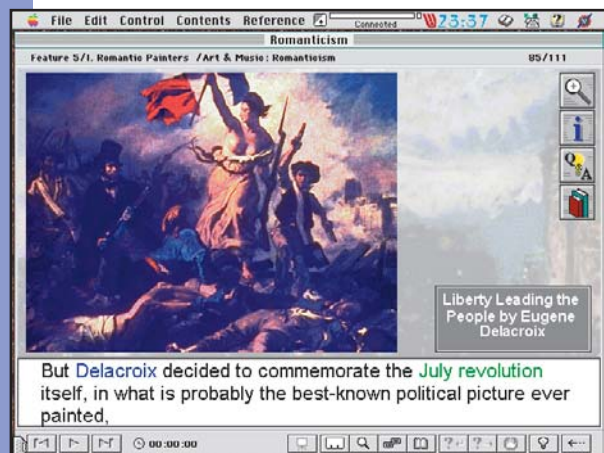 File Edit Control Contents Reference Connected 23:37
Romanticism
Feature 5/I. Romantic Painters /Art & Music: Romanticism 85/111
i
Q A
Liberty Leading the
People by Eugene
Delacroix
But Delacroix decided to commemorate the July revolution
itself, in what is probably the best-known political picture ever
painted,
00:00:00